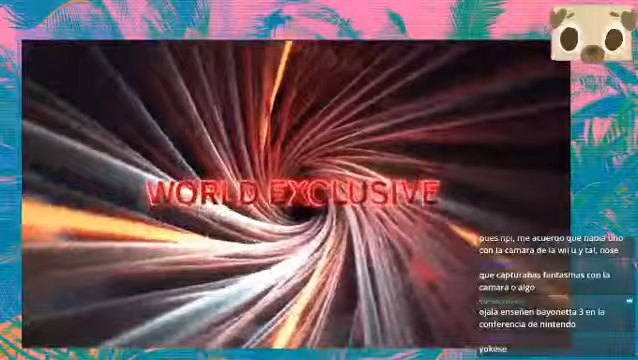 WORLD EXCLUSIVE
pues npi, me acuerdo que había uno
con la camara de la wii u y tal, nose
que capturabas fantasmas con la
camara o algo
ojala enseñen bayonetta 3 en la
conferencia de nintendo
yokese